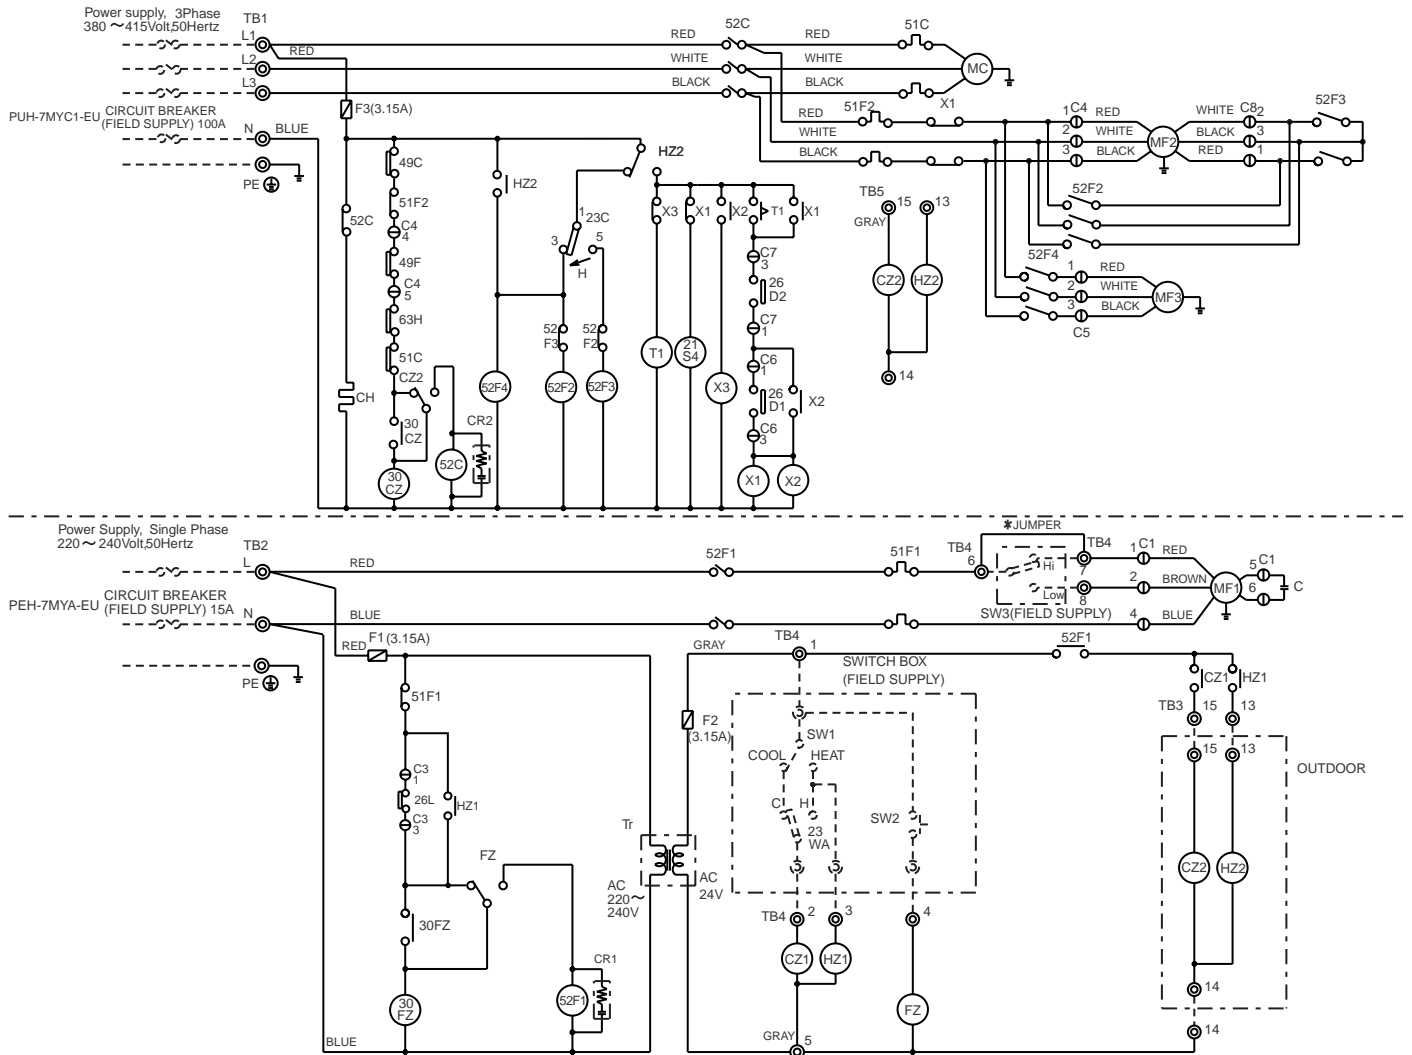 Power supply, 3Phase
380 ～415Volt,50Hertz
TB1
L1
RED
L2
L3
PUH-7MYC1-EU
CIRCUIT BREAKER
(FIELD SUPPLY) 100A
N
BLUE
PE
F3(3.15A)
RED
WHITE
BLACK
52C
RED
WHITE
BLACK
51C
MC
X1
RED
WHITE
BLACK
51F2
1
C4
2
3
RED
WHITE
BLACK
MF2
WHITE
BLACK
RED
C8
2
3
1
52F3
52F2
52F4
1
2
3
RED
WHITE
BLACK
C5
MF3
TB5
15
13
GRAY
CZ2
HZ2
14
52C
CH
49C
51F2
C4
4
49F
C4
5
63H
51C
CZ2
30
CZ
30
CZ
52C
CR2
HZ2
52F4
HZ2
1
23C
3
5
H
52
F3
52
F2
52F2
52F3
X3
X1
X2
T1
X1
T1
21
S4
X3
C7
3
26
D2
C7
1
C6
1
26
D1
X2
C6
3
X1
X2
Power Supply, Single Phase
220～ 240Volt,50Hertz
TB2
L
RED
PEH-7MYA-EU
CIRCUIT BREAKER
(FIELD SUPPLY) 15A
N
BLUE
PE
RED
F1(3.15A)
52F1
51F1
✱JUMPER
TB4
6
TB4
Hi
7
Low
8
SW3(FIELD SUPPLY)
1
C1
RED
2
BROWN
4
BLUE
MF1
5
C1
6
C
51F1
C3
1
26L
C3
3
HZ1
FZ
30FZ
30
FZ
52F1
CR1
BLUE
Tr
AC
220～
240V
AC
24V
GRAY
F2
(3.15A)
TB4
1
SWITCH BOX
(FIELD SUPPLY)
SW1
COOL
HEAT
C
H
23
WA
SW2
TB4
2
3
4
CZ1
HZ1
FZ
GRAY
5
52F1
CZ1
HZ1
TB3
15
13
15
13
OUTDOOR
CZ2
HZ2
14
14